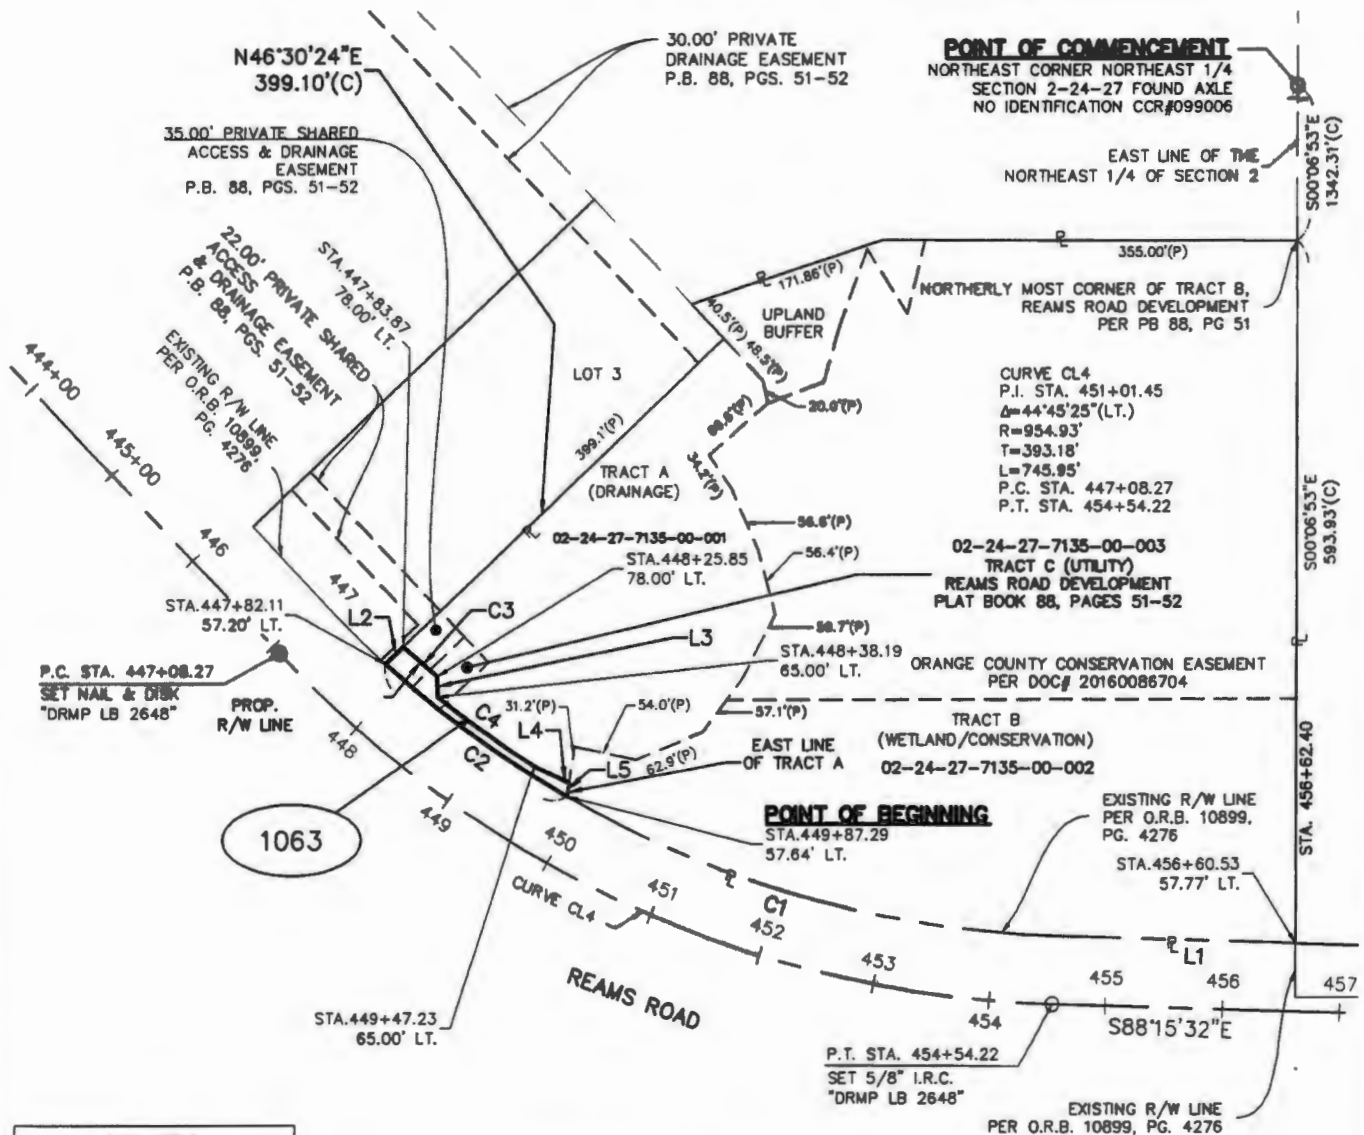 N46°30'24"E
399.10'(C)
30.00' PRIVATE
DRAINAGE EASEMENT
P.B. 88, PGS. 51-52
POINT OF COMMENCEMENT
NORTHEAST CORNER NORTHEAST 1/4
SECTION 2-24-27 FOUND AXLE
NO IDENTIFICATION CCR#099006
35.00' PRIVATE SHARED
ACCESS & DRAINAGE
EASEMENT
P.B. 88, PGS. 51-52
EAST LINE OF THE
NORTHEAST 1/4 OF SECTION 2
S00°06'53"E
1342.31'(C)
22.00' PRIVATE SHARED
ACCESS
& DRAINAGE EASEMENT
P.B. 88, PGS. 51-52
STA.447+83.87
78.00' LT.
EXISTING R/W LINE
PER O.R.B. 10899,
PG. 4276
171.86'(P)
355.00'(P)
NORTHERLY MOST CORNER OF TRACT B,
REAMS ROAD DEVELOPMENT
PER PB 88, PG 51
40.5'(P)
48.5'(P)
UPLAND
BUFFER
LOT 3
20.0'(P)
399.1'(P)
34.2'(P)
TRACT A
(DRAINAGE)
CURVE CL4
P.I. STA. 451+01.45
Δ=44°45'25"(LT.)
R=954.93'
T=393.18'
L=745.95'
P.C. STA. 447+08.27
P.T. STA. 454+54.22
444+00
445+00
446
447
02-24-27-7135-00-001
STA.448+25.85
78.00' LT.
56.4'(P)
02-24-27-7135-00-003
TRACT C (UTILITY)
REAMS ROAD DEVELOPMENT
PLAT BOOK 88, PAGES 51-52
S00°06'53"E
593.93'(C)
STA.447+82.11
57.20' LT.
L2
C3
L3
STA.448+38.19
65.00' LT.
ORANGE COUNTY CONSERVATION EASEMENT
PER DOC# 20160086704
P.C. STA. 447+08.27
SET NAIL & DISK
"DRMP LB 2648"
PROP.
R/W LINE
448
C4
C2
31.2'(P)
54.0'(P)
57.1'(P)
L4
L5
62.9'(P)
EAST LINE
OF TRACT A
TRACT B
(WETLAND/CONSERVATION)
02-24-27-7135-00-002
STA. 456+62.40
1063
449
450
POINT OF BEGINNING
STA.449+87.29
57.64' LT.
EXISTING R/W LINE
PER O.R.B. 10899,
PG. 4276
STA.456+60.53
57.77' LT.
CURVE CL4
451
C1
452
453
454
L1
455
456
457
S88°15'32"E
REAMS ROAD
STA.449+47.23
65.00' LT.
P.T. STA. 454+54.22
SET 5/8" I.R.C.
"DRMP LB 2648"
EXISTING R/W LINE
PER O.R.B. 10899, PG. 4276